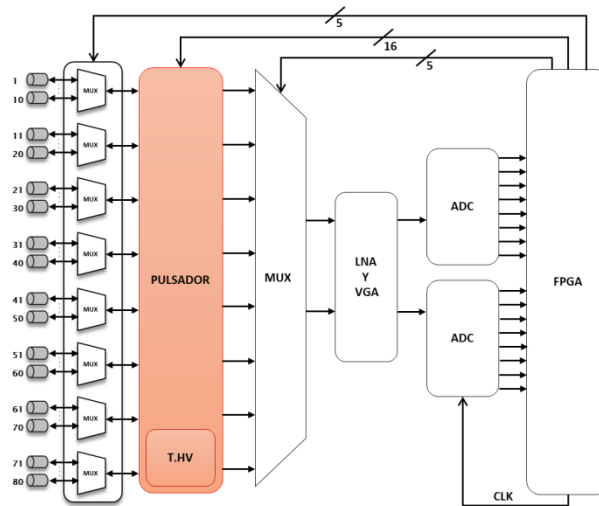 5
16
5
1
10
MUX
11
20
MUX
21
30
MUX
31
40
MUX
41
50
MUX
51
60
MUX
61
70
MUX
71
80
MUX
PULSADOR
T.HV
MUX
LNA
Y
VGA
ADC
ADC
FPGA
CLK